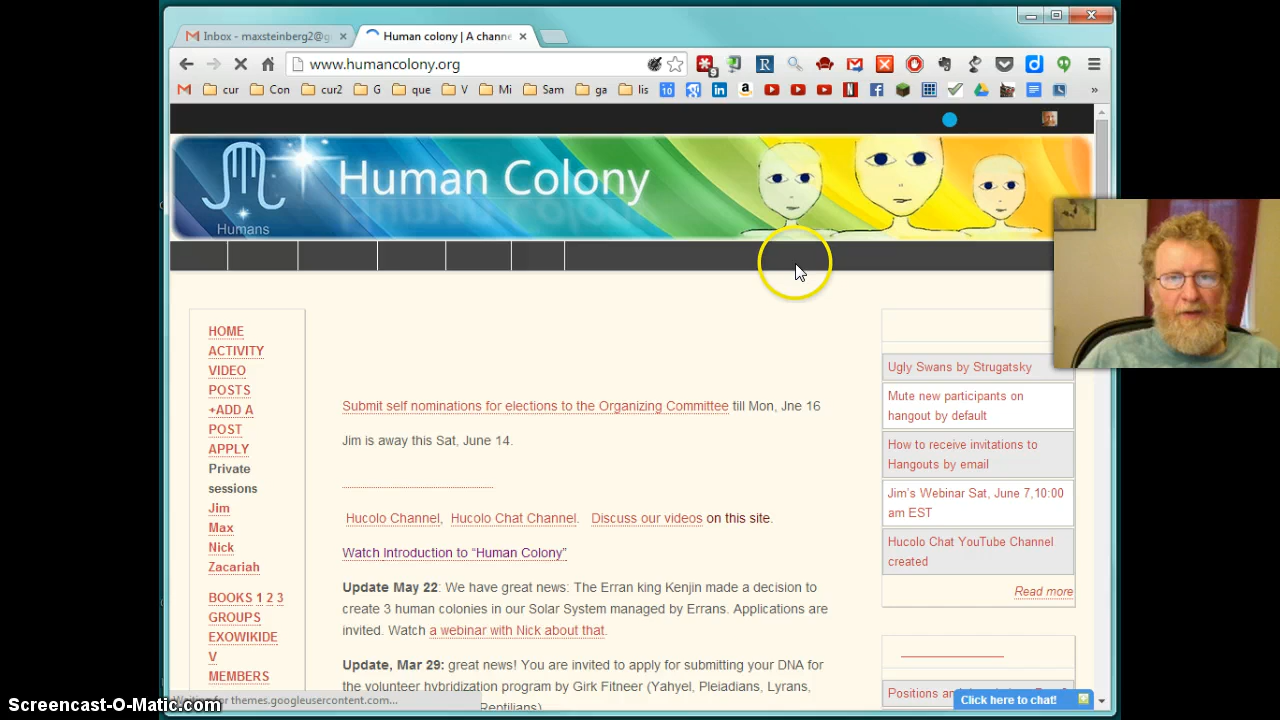 Inbox - maxsteinberg2@g
Human colony | A channe
www.humancolony.org
cur
Con
cur2
G
que
V
Mi
Sam
ga
lis
Human Colony
Humans
HOME
ACTIVITY
VIDEO
POSTS
+ADD A
POST
APPLY
Private
sessions
Jim
Max
Nick
Zacariah
BOOKS 1 2 3
GROUPS
EXOWIKIDE
V
MEMBERS
Submit self nominations for elections to the Organizing Committee till Mon, Jne 16
Jim is away this Sat, June 14.
Hucolo Channel, Hucolo Chat Channel. Discuss our videos on this site.
Watch Introduction to “Human Colony”
Update May 22: We have great news: The Erran king Kenjin made a decision to
create 3 human colonies in our Solar System managed by Errans. Applications are
invited. Watch a webinar with Nick about that.
Update, Mar 29: great news! You are invited to apply for submitting your DNA for
the volunteer hybridization program by Girk Fitneer (Yahyel, Pleiadians, Lyrans,
Reptilians)
Ugly Swans by Strugatsky
Mute new participants on
hangout by default
How to receive invitations to
Hangouts by email
Jim's Webinar Sat, June 7,10:00
am EST
Hucolo Chat YouTube Channel
created
Read more
Positions an
Click here to chat!
Waiting for themes.googleusercontent.com...
Screencast-O-Matic.com